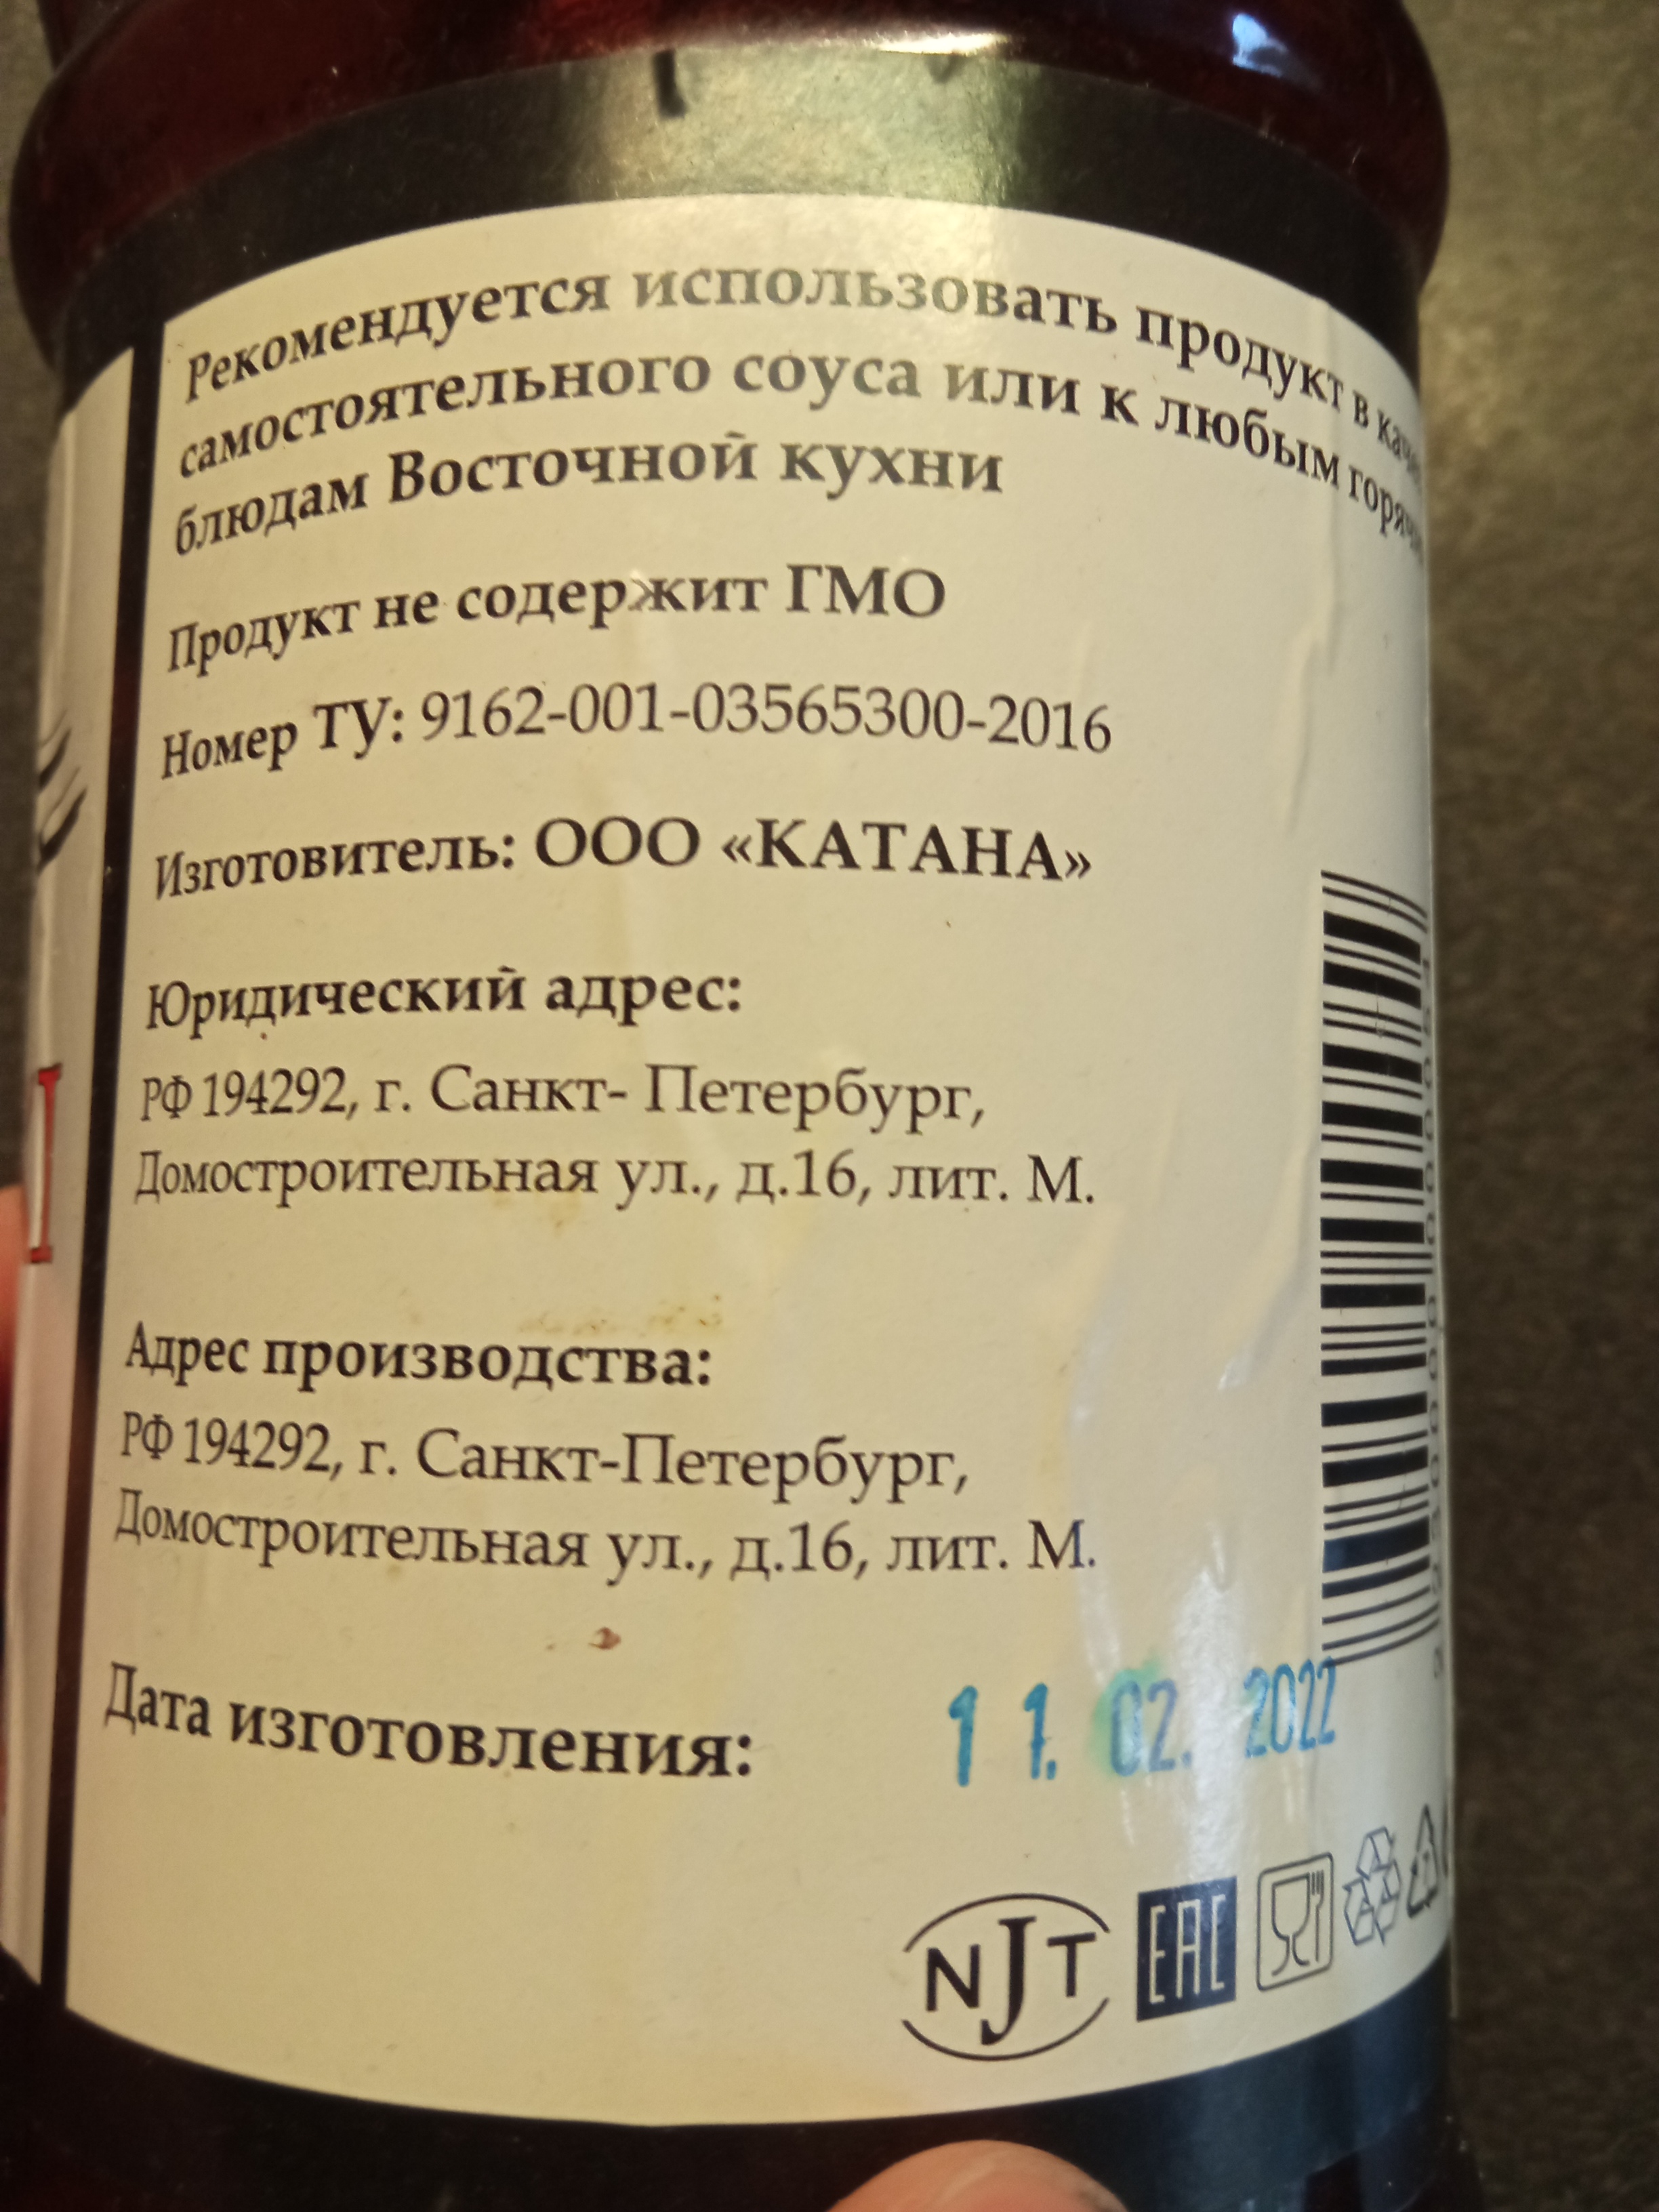 Рекомендуется использовать продукт в
самостоятельного соуса или к любым
блюдам Восточной кухни
Продукт не содержит ГМО
Номер ТУ: 9162-001-03565300-2016
Изготовитель: ООО «КАТАНА»
Юридический адрес:
РФ 194292, г. Санкт- Петербург,
Домостроительная ул., д.16, лит. М.
Адрес производства:
РФ 194292, г. Санкт-Петербург,
Домостроительная ул., д.16, лит. М.
Дата изготовления: 11.02.2022
NJT EAC